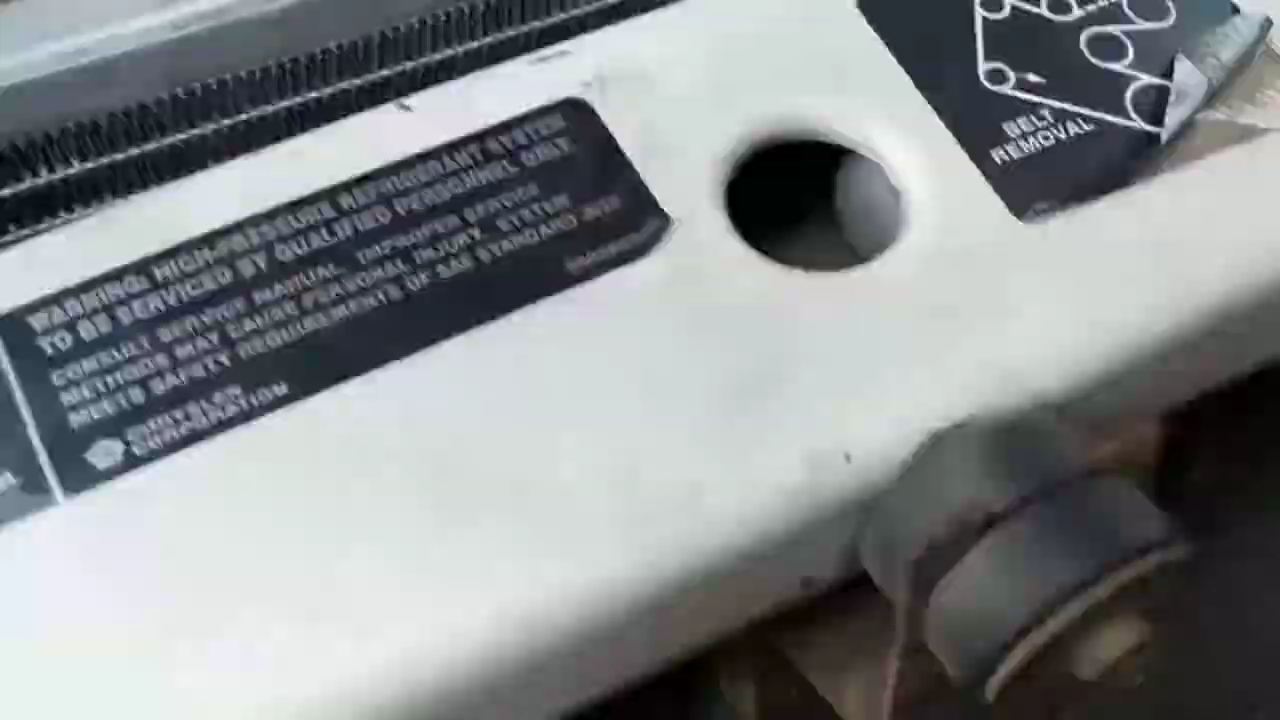 WARNING: HIGH-PRESSURE REFRIGERANT SYSTEM
TO BE SERVICED BY QUALIFIED PERSONNEL ONLY.
CONSULT SERVICE MANUAL. IMPROPER SERVICE
METHODS MAY CAUSE PERSONAL INJURY. SYSTEM
MEETS SAFETY REQUIREMENTS OF SAE STANDARD J639
CHRYSLER
CORPORATION
BELT
REMOVAL